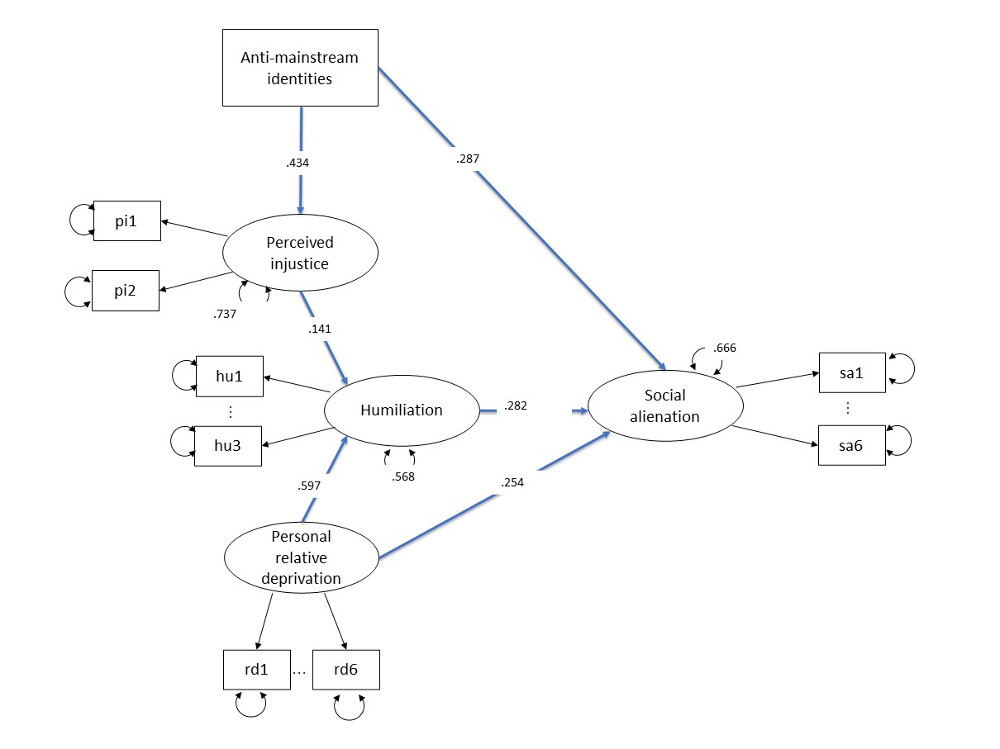 Anti-mainstream
identities
.434
.287
pi1
Perceived
injustice
pi2
.737
.141
.666
hu1
⋮
hu3
Humiliation
.282
Social
alienation
sa1
⋮
sa6
.568
.597
.254
Personal
relative
deprivation
rd1
...
rd6